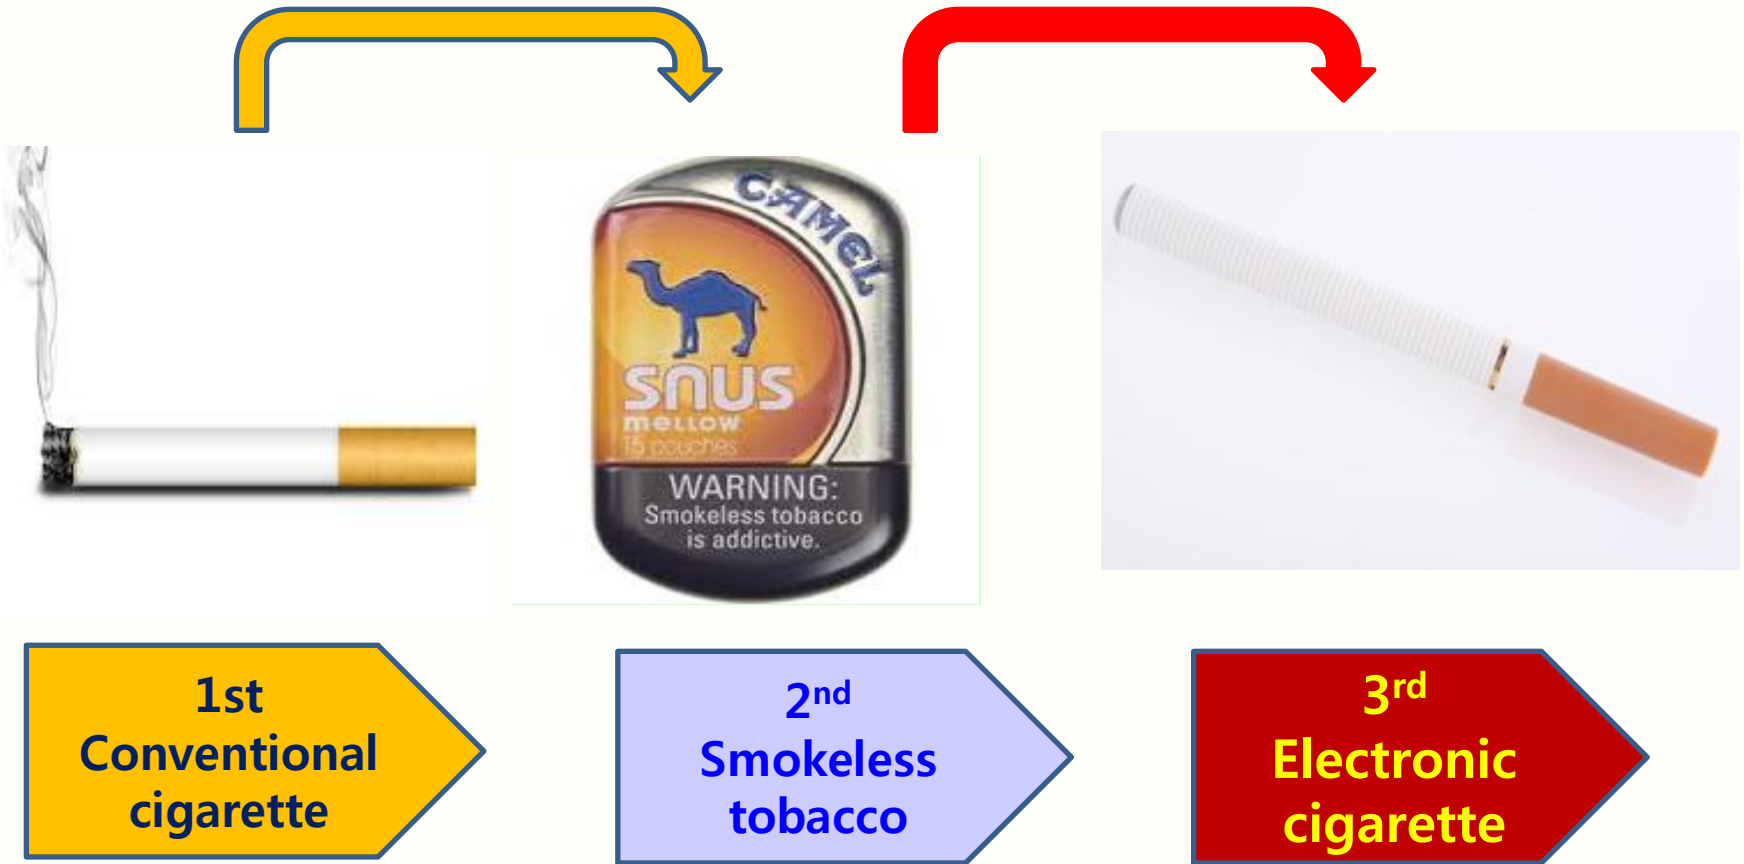 CAMEL
SNUS
mellow
15 pouches
WARNING:
Smokeless tobacco
is addictive.
1st
Conventional
cigarette
2nd
Smokeless
tobacco
3rd
Electronic
cigarette